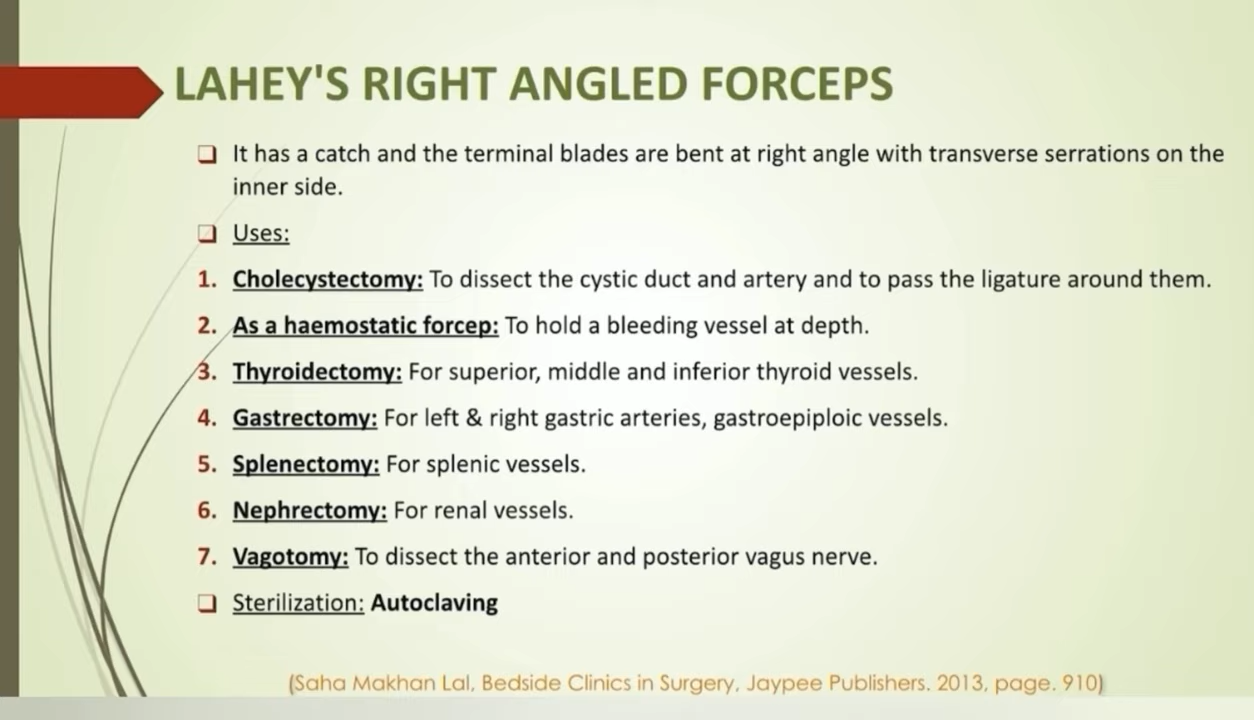 LAHEY'S RIGHT ANGLED FORCEPS
It has a catch and the terminal blades are bent at right angle with transverse serrations on the
inner side.
Uses:
1. Cholecystectomy: To dissect the cystic duct and artery and to pass the ligature around them.
2. As a haemostatic forcep: To hold a bleeding vessel at depth.
3. Thyroidectomy: For superior, middle and inferior thyroid vessels.
4. Gastrectomy: For left & right gastric arteries, gastroepiploic vessels.
5. Splenectomy: For splenic vessels.
6. Nephrectomy: For renal vessels.
7. Vagotomy: To dissect the anterior and posterior vagus nerve.
Sterilization: Autoclaving
(Saha Makhan Lal, Bedside Clinics in Surgery, Jaypee Publishers. 2013, page. 910)